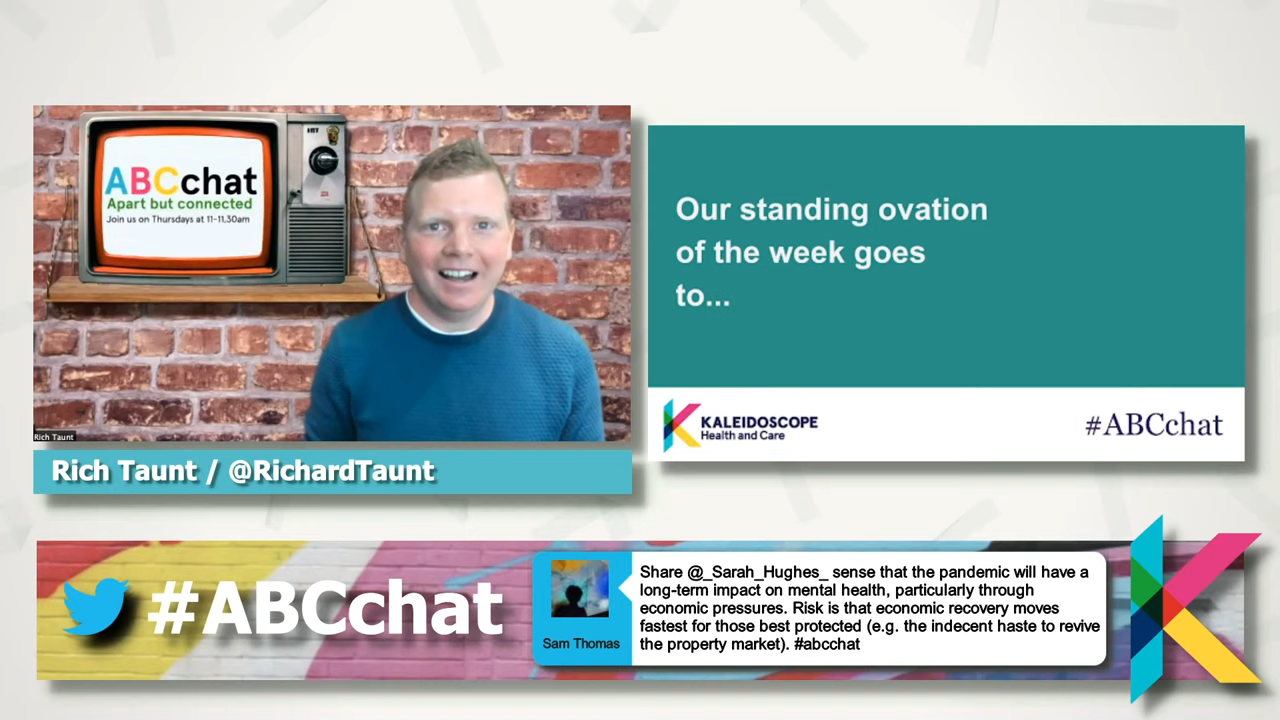 ABCchat
Apart but connected
Join us on Thursdays at 11-11.30am
Rich Taunt
Rich Taunt / @RichardTaunt
Our standing ovation
of the week goes
to...
KALEIDOSCOPE
Health and Care
#ABCchat
#ABCchat
Sam Thomas
Share @_Sarah_Hughes_ sense that the pandemic will have a
long-term impact on mental health, particularly through
economic pressures. Risk is that economic recovery moves
fastest for those best protected (e.g. the indecent haste to revive
the property market). #abcchat